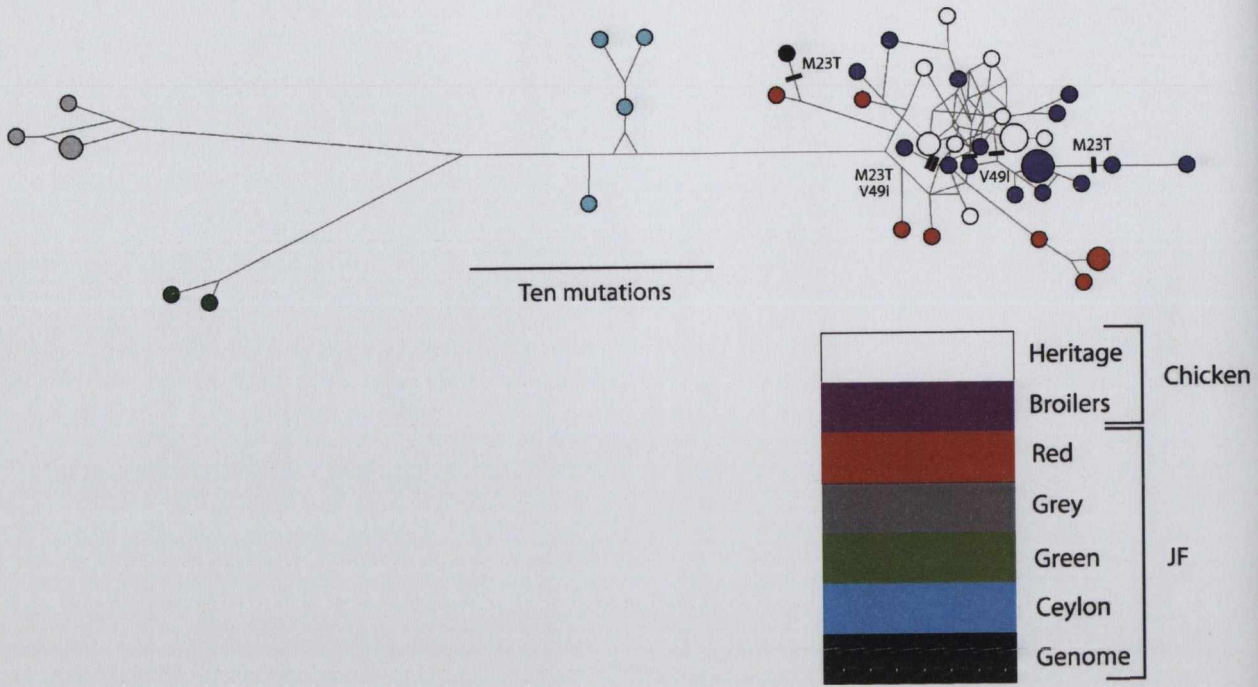 M23T
M23T
M23T
V49i
V49i
Ten mutations
Heritage
Broilers
Chicken
Red
Grey
Green
JF
Ceylon
Genome